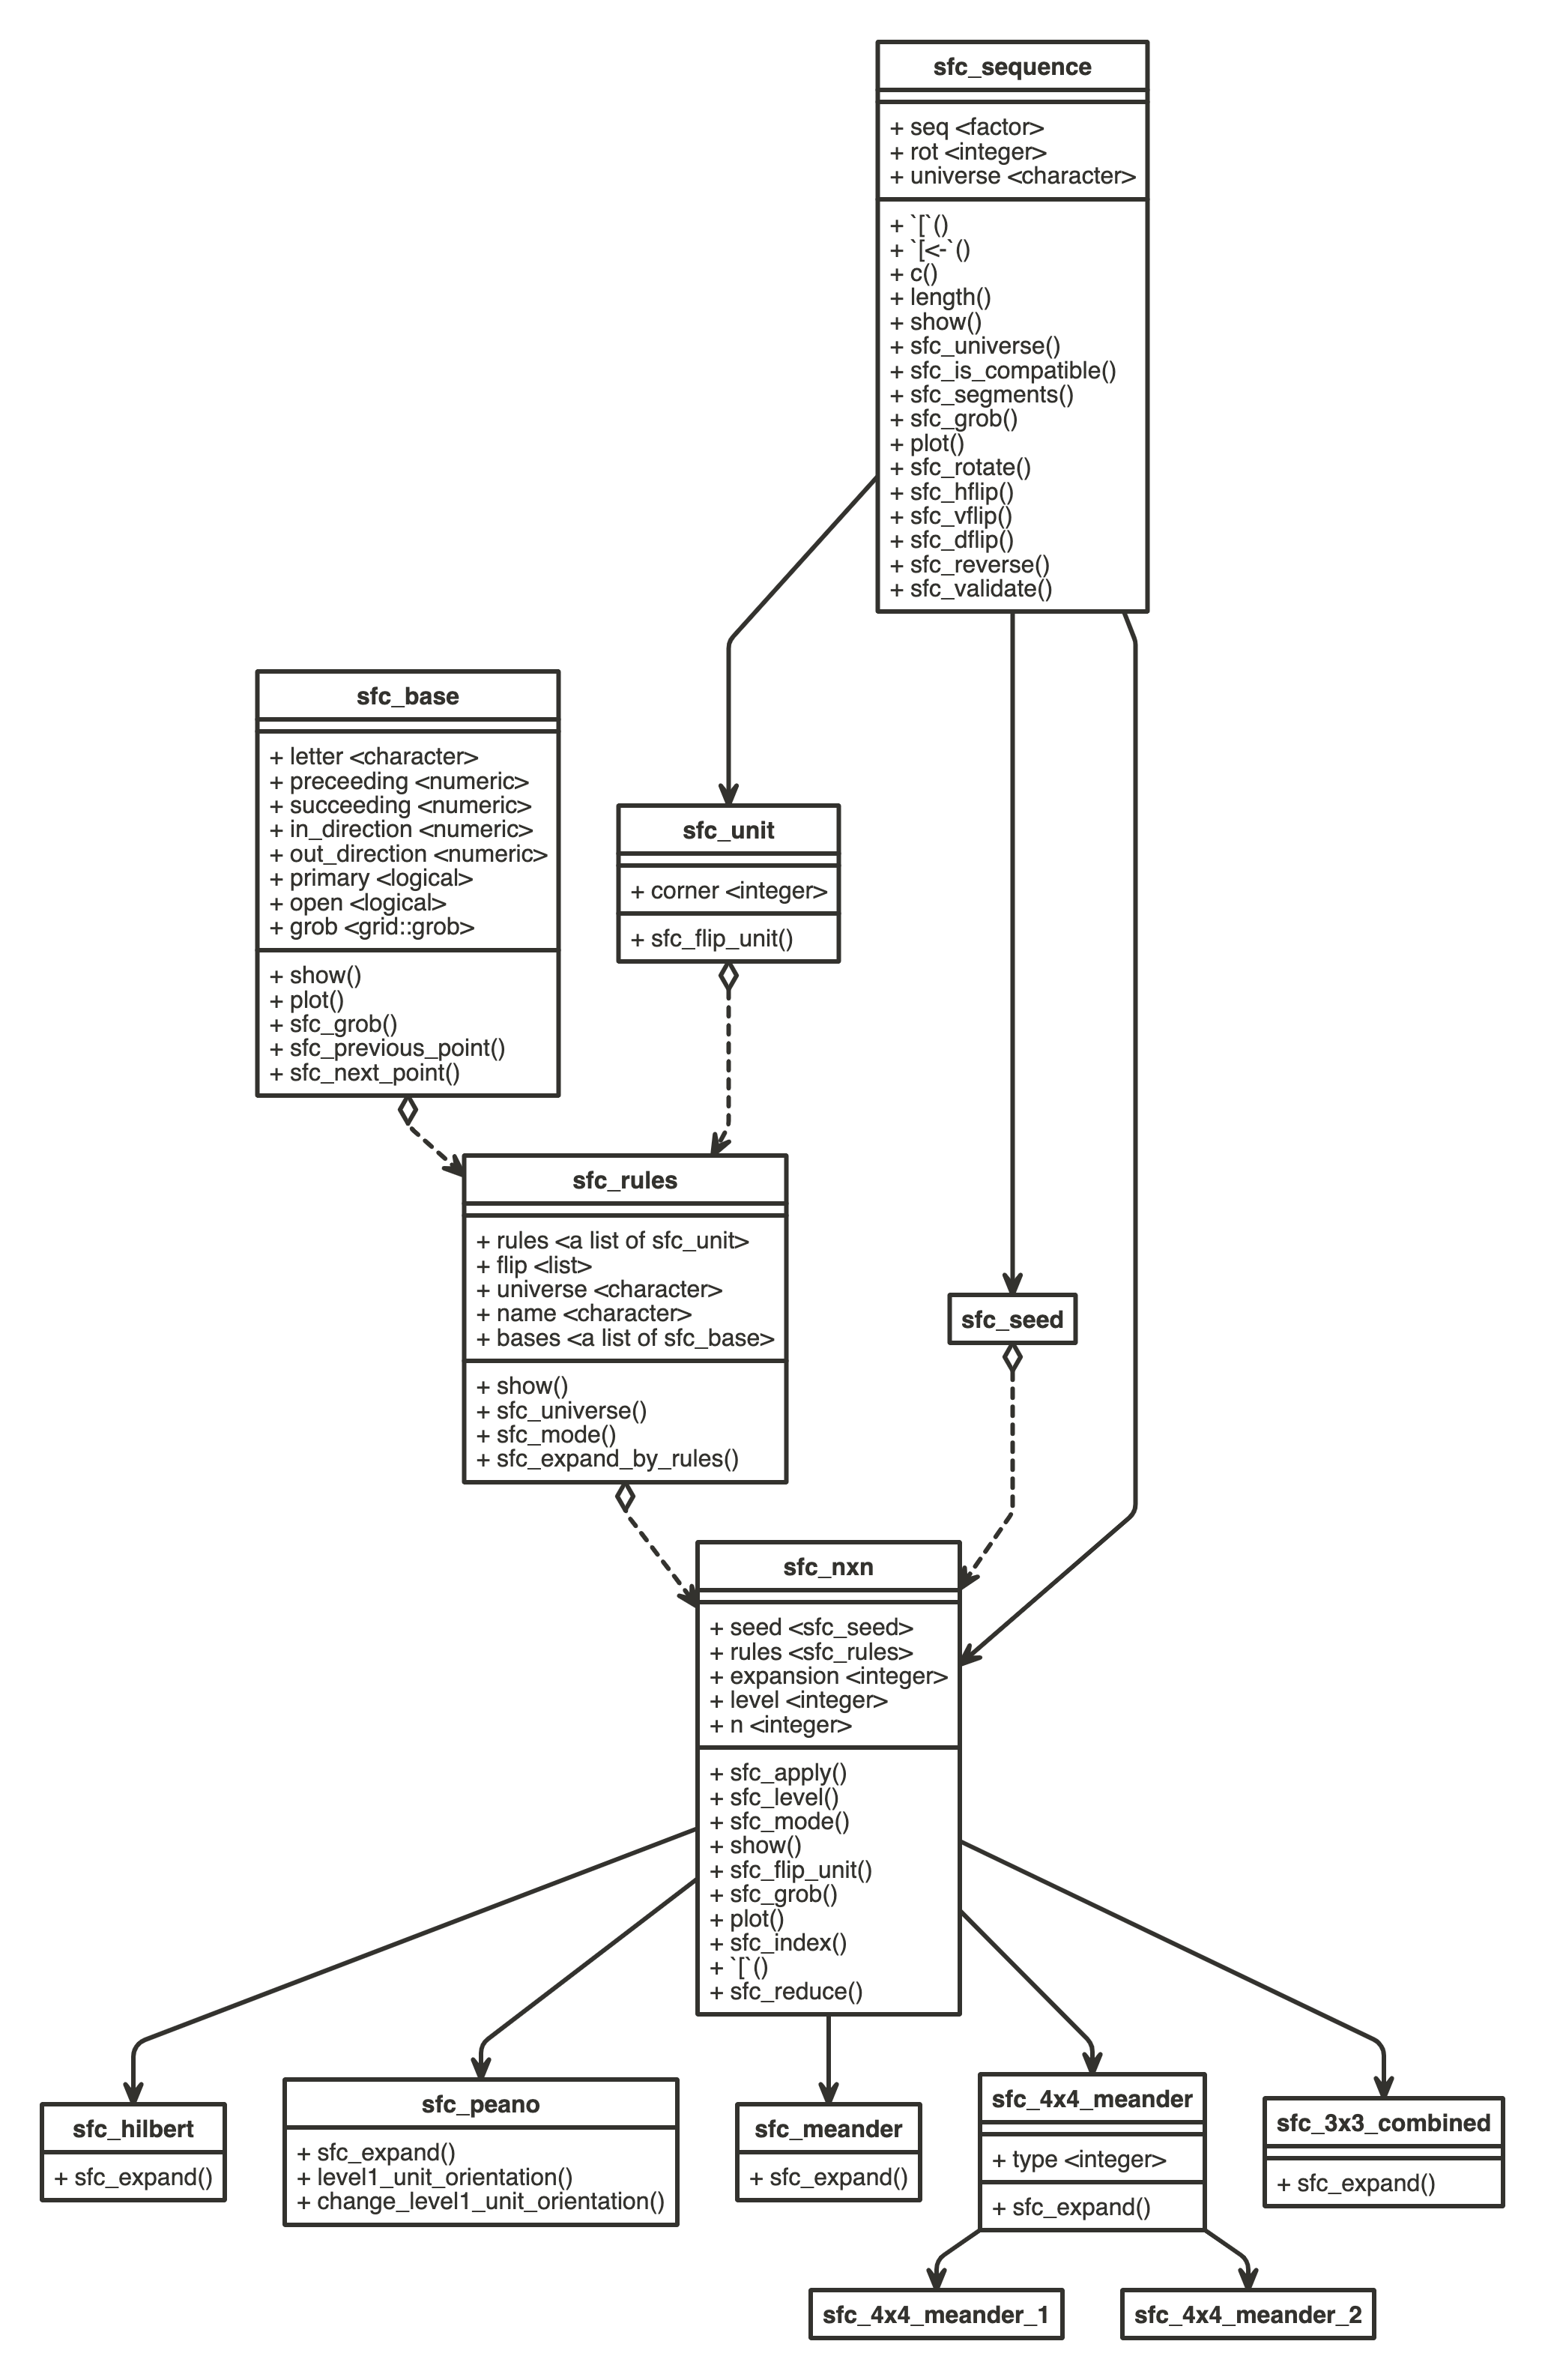 sfc_sequence
+ seq <factor>
+ rot <integer>
+ universe <character>
+ `[`()
+ `[<-`()
+ c()
+ length()
+ show()
+ sfc_universe()
+ sfc_is_compatible()
+ sfc_segments()
+ sfc_grob()
+ plot()
+ sfc_rotate()
+ sfc_hflip()
+ sfc_vflip()
+ sfc_dflip()
+ sfc_reverse()
+ sfc_validate()
sfc_base
+ letter <character>
+ preceeding <numeric>
+ succeeding <numeric>
+ in_direction <numeric>
+ out_direction <numeric>
+ primary <logical>
+ open <logical>
+ grob <grid::grob>
+ show()
+ plot()
+ sfc_grob()
+ sfc_previous_point()
+ sfc_next_point()
sfc_unit
+ corner <integer>
+ sfc_flip_unit()
sfc_rules
+ rules <a list of sfc_unit>
+ flip <list>
+ universe <character>
+ name <character>
+ bases <a list of sfc_base>
+ show()
+ sfc_universe()
+ sfc_mode()
+ sfc_expand_by_rules()
sfc_seed
sfc_nxn
+ seed <sfc_seed>
+ rules <sfc_rules>
+ expansion <integer>
+ level <integer>
+ n <integer>
+ sfc_apply()
+ sfc_level()
+ sfc_mode()
+ show()
+ sfc_flip_unit()
+ sfc_grob()
+ plot()
+ sfc_index()
+ `[`()
+ sfc_reduce()
sfc_hilbert
+ sfc_expand()
sfc_peano
+ sfc_expand()
+ level1_unit_orientation()
+ change_level1_unit_orientation()
sfc_meander
+ sfc_expand()
sfc_4x4_meander
+ type <integer>
+ sfc_expand()
sfc_3x3_combined
+ sfc_expand()
sfc_4x4_meander_1
sfc_4x4_meander_2